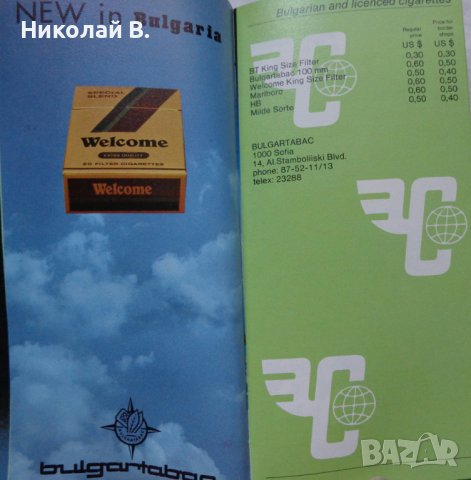 Николай В.
NEW in Bulgaria
SPECIAL BLEND
Welcome
EXTRA QUALITY
20 FILTER CIGARETTES
Welcome
bulgartabac
Bulgarian and licenced cigarettes
Regular price Price for border shops
US $ US $
BT King Size Filter 0,30 0,30
Bulgartabac 100 mm 0,60 0,50
Welcome King Size Filter 0,50 0,40
Marlboro 0,60 0,50
HB 0,60 0,50
Milde Sorte 0,50 0,40
BULGARTABAC
1000 Sofia
14, Al.Stamboliiski Blvd.
phone: 87-52-11/13
telex: 23288
BAZAR